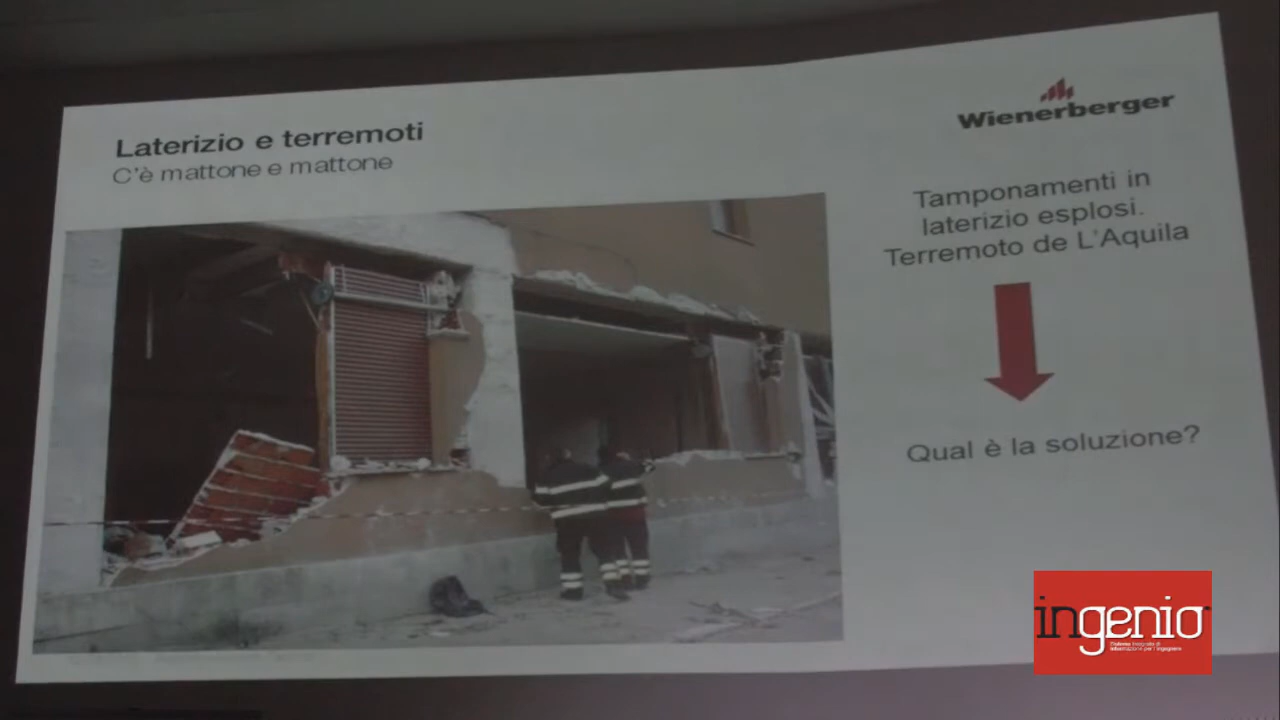 Laterizio e terremoti
C'è mattone e mattone
Wienerberger
Tamponamenti in
laterizio esplosi.
Terremoto de L'Aquila
Qual è la soluzione?
ingenio